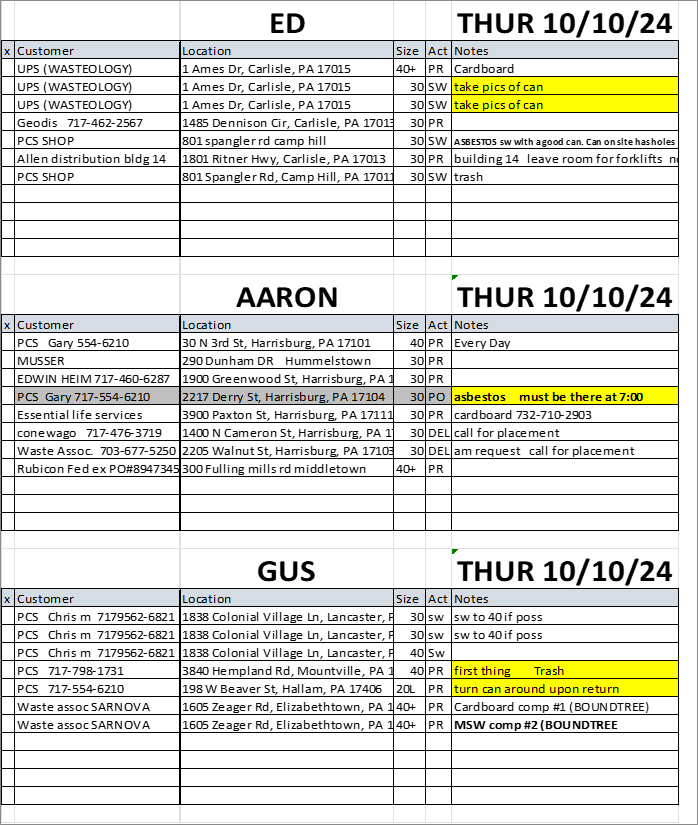 ED THUR 10/10/24
x Customer Location Size Act Notes
UPS (WASTEOLOGY) 1 Ames Dr, Carlisle, PA 17015 40+ PR Cardboard
UPS (WASTEOLOGY) 1 Ames Dr, Carlisle, PA 17015 30 SW take pics of can
UPS (WASTEOLOGY) 1 Ames Dr, Carlisle, PA 17015 30 SW take pics of can
Geodis 717-462-2567 1485 Dennison Cir, Carlisle, PA 17013 30 PR
PCS SHOP 801 spangler rd camp hill 30 SW ASBESTOS sw with a good can. Can on site has holes
Allen distribution bldg 14 1801 Ritner Hwy, Carlisle, PA 17013 30 PR building 14 leave room for forklifts
PCS SHOP 801 Spangler Rd, Camp Hill, PA 17011 30 SW trash
AARON THUR 10/10/24
x Customer Location Size Act Notes
PCS Gary 554-6210 30 N 3rd St, Harrisburg, PA 17101 40 PR Every Day
MUSSER 290 Dunham DR Hummelstown 30 PR
EDWIN HEIM 717-460-6287 1900 Greenwood St, Harrisburg, PA 1 30 PR
PCS Gary 717-554-6210 2217 Derry St, Harrisburg, PA 17104 30 PO asbestos must be there at 7:00
Essential life services 3900 Paxton St, Harrisburg, PA 17111 30 PR cardboard 732-710-2903
conewago 717-476-3719 1400 N Cameron St, Harrisburg, PA 17 30 DEL call for placement
Waste Assoc. 703-677-5250 2205 Walnut St, Harrisburg, PA 17103 30 DEL am request call for placement
Rubicon Fed ex PO#8947345 300 Fulling mills rd middletown 40+ PR
GUS THUR 10/10/24
x Customer Location Size Act Notes
PCS Chris m 7179562-6821 1838 Colonial Village Ln, Lancaster, P 30 sw sw to 40 if poss
PCS Chris m 7179562-6821 1838 Colonial Village Ln, Lancaster, P 30 sw sw to 40 if poss
PCS Chris m 7179562-6821 1838 Colonial Village Ln, Lancaster, P 40 Sw
PCS 717-798-1731 3840 Hempland Rd, Mountville, PA 1 40 PR first thing Trash
PCS 717-554-6210 198 W Beaver St, Hallam, PA 17406 20L PR turn can around upon return
Waste assoc SARNOVA 1605 Zeager Rd, Elizabethtown, PA 1 40+ PR Cardboard comp #1 (BOUNDTREE)
Waste assoc SARNOVA 1605 Zeager Rd, Elizabethtown, PA 1 40+ PR MSW comp #2 (BOUNDTREE